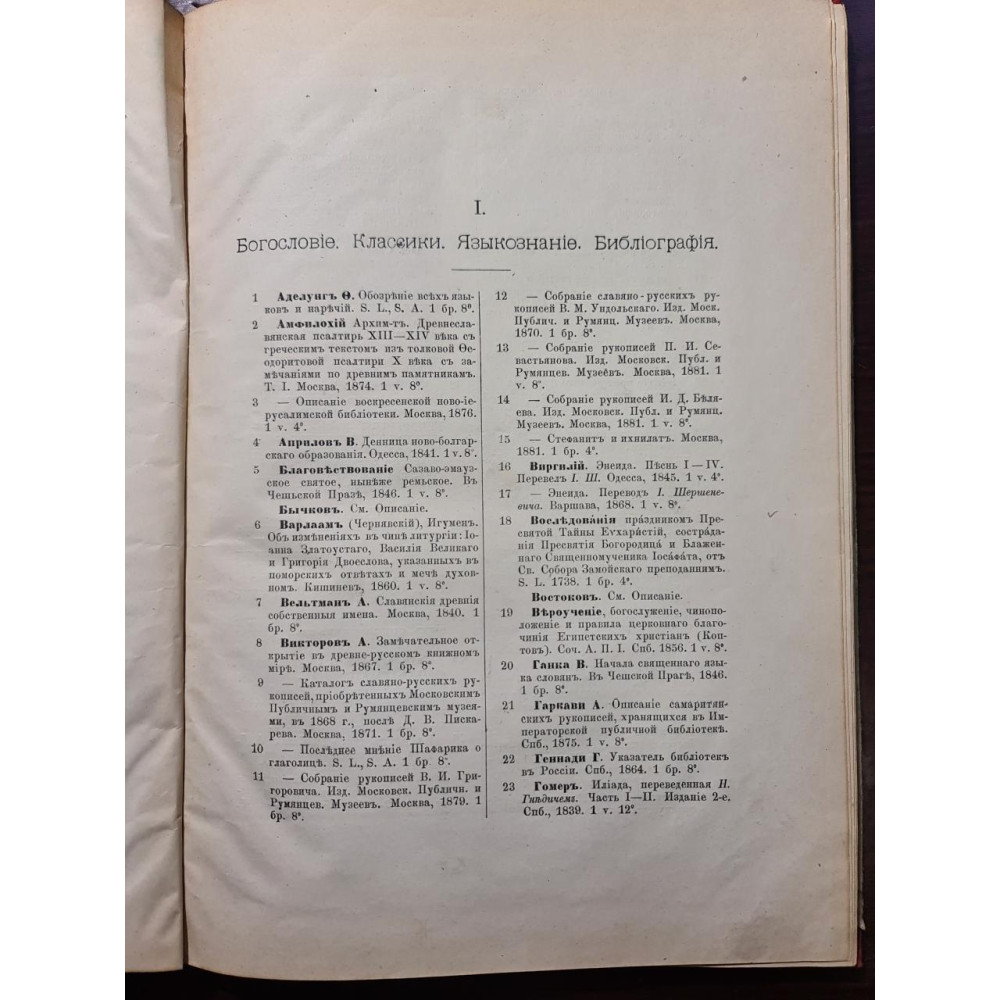 I.
Богословіе. Классики. Языкознаніе. Библіографія.
1 Аделунгъ Ѳ. Обозрѣніе всѣхъ язы-
ковъ и нарѣчій. S. L., S. A. 1 бр. 8°.
2 Амфилохій Архим-тъ. Древнесла-
вянская псалтирь XIII—XIV вѣка съ
греческимъ текстомъ изъ толковой Ѳе-
одоритовой псалтири X вѣка съ за-
мѣчаніями по древнимъ памятникамъ.
Т. I. Москва, 1874. 1 v. 8°.
3 — Описаніе воскресенской ново-іе-
русалимской библіотеки. Москва, 1876.
1 v. 4°.
4 Априловъ В. Денница ново-болгар-
скаго образованія. Одесса, 1841. 1 v. 8°
5 Благовѣствованіе Сазаво-эмауз-
ское святое, нынѣже ремьское. Въ
Чешьской Празѣ, 1846. 1 v. 8°.
Бычковъ. См. Описаніе.
6 Варлаамъ (Чернявскій), Игумен.
Объ измѣненіяхъ въ чинѣ литургіи: Іо-
анна Златоустаго, Василія Великаго
и Григорія Двоеслова, указанныхъ въ
поморскихъ отвѣтахъ и мечѣ духов-
номъ. Кишиневъ, 1860. 1 v. 8°.
7 Вельтманъ А. Славянскія древнія
собственныя имена. Москва, 1840. 1
бр. 8°.
8 Викторовъ А. Замѣчательное от-
крытіе въ древне-русскомъ книжномъ
мірѣ. Москва, 1867. 1 бр. 8°.
9 — Каталогъ славяно-русскихъ ру-
кописей, пріобрѣтенныхъ Московскимъ
Публичнымъ и Румянцевскимъ музея-
ми, въ 1868 г., послѣ Д. В. Писка-
рева. Москва, 1871. 1 бр. 8°.
10 — Послѣднее мнѣніе Шафарика о
глаголицѣ. S. L., S. A. 1 бр. 8°
11 — Собраніе рукописей В. И. Гри-
горовича. Изд. Московск. Публичн. и
Румянцев. Музеевъ. Москва, 1879. 1
бр. 8°.
12 — Собраніе славяно-русскихъ ру-
кописей В. М. Ундольскаго. Изд. Моск.
Публич. и Румянц. Музеевъ. Москва,
1870. 1 бр. 8°.
13 — Собраніе рукописей П. И. Се-
вастьянова. Изд. Московск. Публ. и
Румянцев. Музеёвъ. Москва, 1881. 1
v. 8°.
14 — Собраніе рукописей И. Д. Бѣля-
ева. Изд. Московск. Публ. и Румянц.
Музеевъ. Москва, 1881. 1 v. 8°.
15 — Стефанитъ и ихнилатъ. Москва,
1881. 1 бр. 4°.
16 Виргилій. Энеида. Пѣснь I—IV.
Перевелъ І. Ш. Одесса, 1845. 1 v. 4°.
17 — Энеида. Переводъ І. Шершене-
вича. Варшава, 1868. 1 v. 8°.
18 Вослѣдованія праздникомъ Пре-
святой Тайны Еѵхаристій, сострада-
нія Пресвятія Богородица и Блажен-
наго Священномученика Іосафата, отъ
Св. Собора Замойскаго преподаннимъ.
S. L. 1738. 1 бр. 4°.
Востоковъ. См. Описаніе.
19 Вѣроученіе, богослуженіе, чинопо-
ложеніе и правила церковнаго благо-
чинія Египетскихъ христіан (Коп-
товъ). Соч. А. П. I. Спб. 1856. 1 v. 8°.
20 Ганка В. Начала священнаго язы-
ка словян. Въ Чешской Прагѣ, 1846.
1 бр. 8°.
21 Гаркави А. Описаніе самаритян-
скихъ рукописей, хранящихся въ Им-
ператорской публичной библіотекѣ.
Спб., 1875. 1 v. 8°.
22 Геннади Г. Указатель библіотек
въ Россіи. Спб., 1864. 1 бр. 8°.
23 Гомеръ. Иліада, переведенная Н.
Гнѣдичемъ. Часть I—II. Изданіе 2-е.
Спб., 1839. 1 v. 12°.